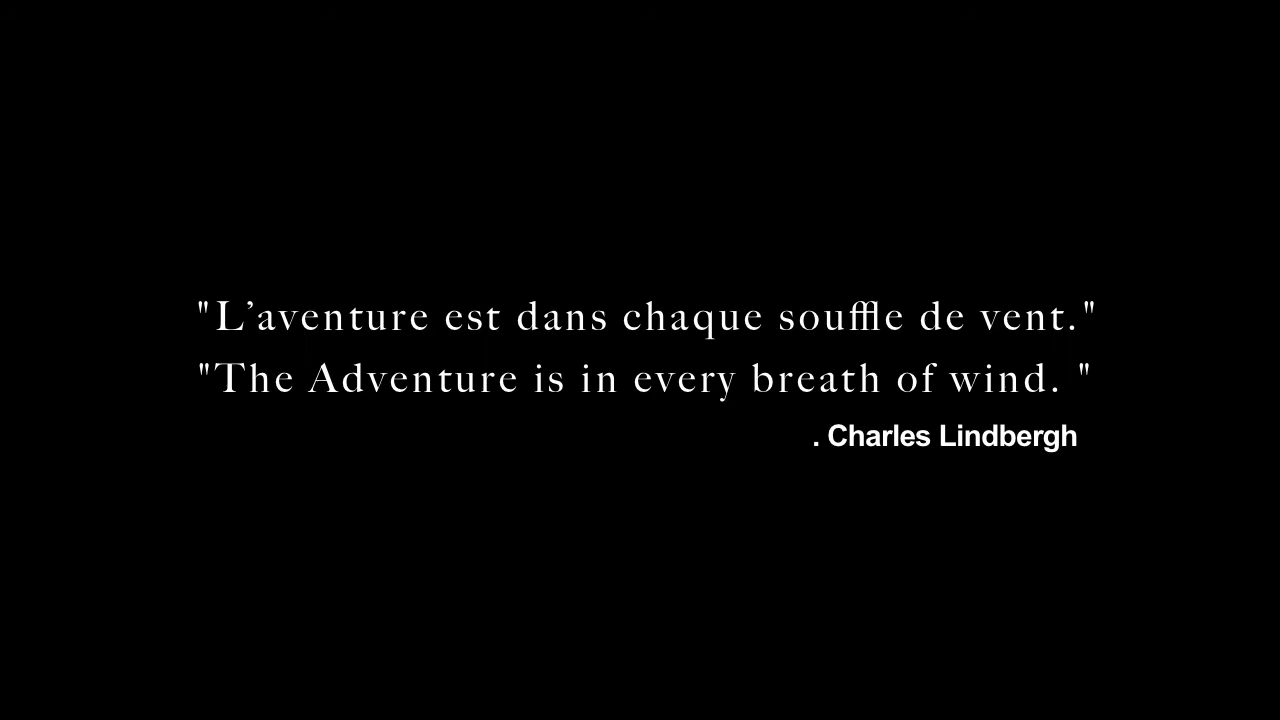 "L’aventure est dans chaque souffle de vent."
"The Adventure is in every breath of wind. "
. Charles Lindbergh